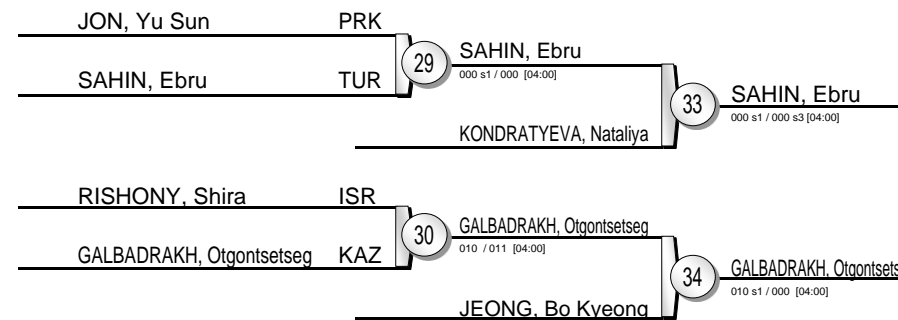 JON, Yu Sun PRK
SAHIN, Ebru TUR
29
SAHIN, Ebru
000 s1 / 000 [04:00]
KONDRATYEVA, Nataliya
33
SAHIN, Ebru
000 s1 / 000 s3 [04:00]
RISHONY, Shira ISR
GALBADRAKH, Otgontsetseg KAZ
30
GALBADRAKH, Otgontsetseg
010 / 011 [04:00]
JEONG, Bo Kyeong
34
GALBADRAKH, Otgontsets
010 s1 / 000 [04:00]